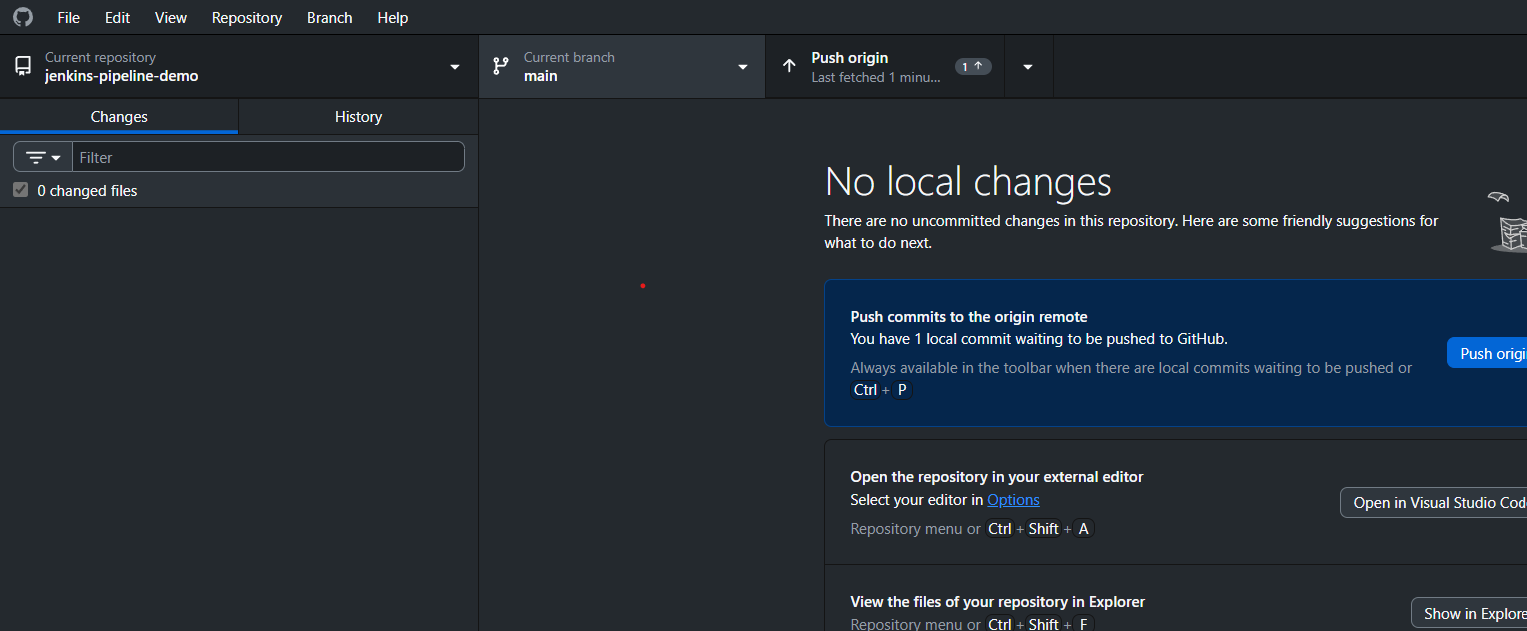 File Edit View Repository Branch Help
Current repository
jenkins-pipeline-demo
Current branch
main
Push origin
Last fetched 1 minu...
1
Changes History
Filter
0 changed files
No local changes
There are no uncommitted changes in this repository. Here are some friendly suggestions for
what to do next.
Push commits to the origin remote
You have 1 local commit waiting to be pushed to GitHub.
Always available in the toolbar when there are local commits waiting to be pushed or
Ctrl + P
Push origi
Open the repository in your external editor
Select your editor in Options
Repository menu or Ctrl + Shift + A
Open in Visual Studio Cod
View the files of your repository in Explorer
Repository menu or Ctrl + Shift + F
Show in Explore